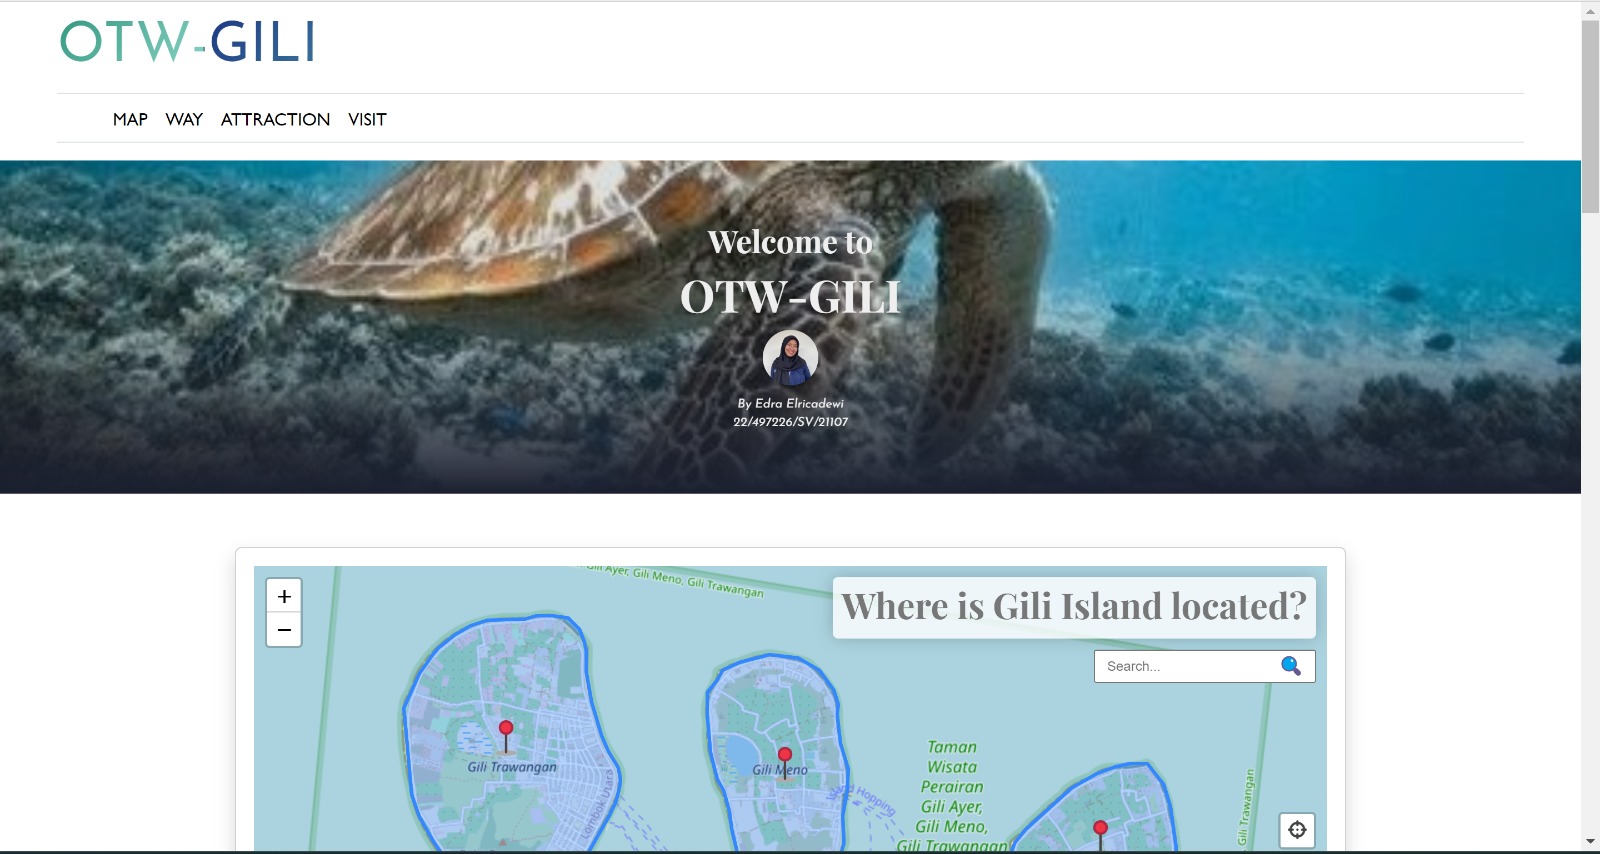 OTW-GILI
MAP WAY ATTRACTION VISIT
Welcome to
OTW-GILI
By Edra Elricadewi
22/497226/SV/21107
+
−
Gili Ayer, Gili Meno, Gili Trawangan
Where is Gili Island located?
Search...
Gili Trawangan
Lombok Utara
Gili Meno
Island Hopping
Taman
Wisata
Perairan
Gili Ayer,
Gili Meno,
Gili Trawangan
Gili Trawangan